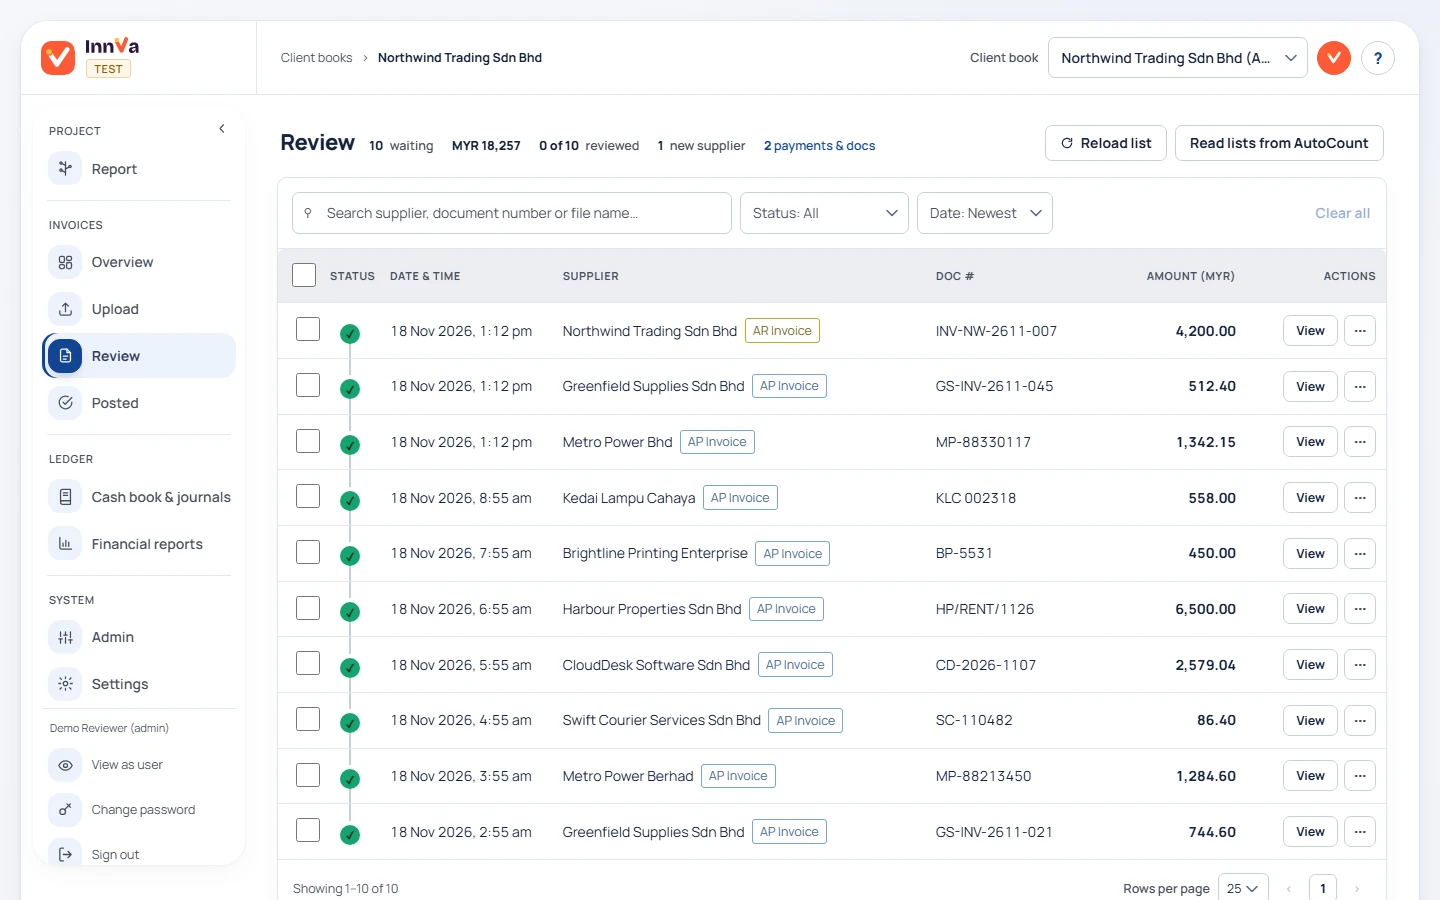 InnVa
TEST
Client books › Northwind Trading Sdn Bhd
Client book
Northwind Trading Sdn Bhd (A...
?
PROJECT
Report
INVOICES
Overview
Upload
Review
Posted
LEDGER
Cash book & journals
Financial reports
SYSTEM
Admin
Settings
Demo Reviewer (admin)
View as user
Change password
Sign out
Review 10 waiting MYR 18,257 0 of 10 reviewed 1 new supplier 2 payments & docs
Reload list
Read lists from AutoCount
Search supplier, document number or file name...
Status: All
Date: Newest
Clear all
STATUS DATE & TIME SUPPLIER DOC # AMOUNT (MYR) ACTIONS
18 Nov 2026, 1:12 pm Northwind Trading Sdn Bhd AR Invoice INV-NW-2611-007 4,200.00 View ...
18 Nov 2026, 1:12 pm Greenfield Supplies Sdn Bhd AP Invoice GS-INV-2611-045 512.40 View ...
18 Nov 2026, 1:12 pm Metro Power Bhd AP Invoice MP-88330117 1,342.15 View ...
18 Nov 2026, 8:55 am Kedai Lampu Cahaya AP Invoice KLC 002318 558.00 View ...
18 Nov 2026, 7:55 am Brightline Printing Enterprise AP Invoice BP-5531 450.00 View ...
18 Nov 2026, 6:55 am Harbour Properties Sdn Bhd AP Invoice HP/RENT/1126 6,500.00 View ...
18 Nov 2026, 5:55 am CloudDesk Software Sdn Bhd AP Invoice CD-2026-1107 2,579.04 View ...
18 Nov 2026, 4:55 am Swift Courier Services Sdn Bhd AP Invoice SC-110482 86.40 View ...
18 Nov 2026, 3:55 am Metro Power Berhad AP Invoice MP-88213450 1,284.60 View ...
18 Nov 2026, 2:55 am Greenfield Supplies Sdn Bhd AP Invoice GS-INV-2611-021 744.60 View ...
Showing 1–10 of 10
Rows per page 25 ‹ 1 ›